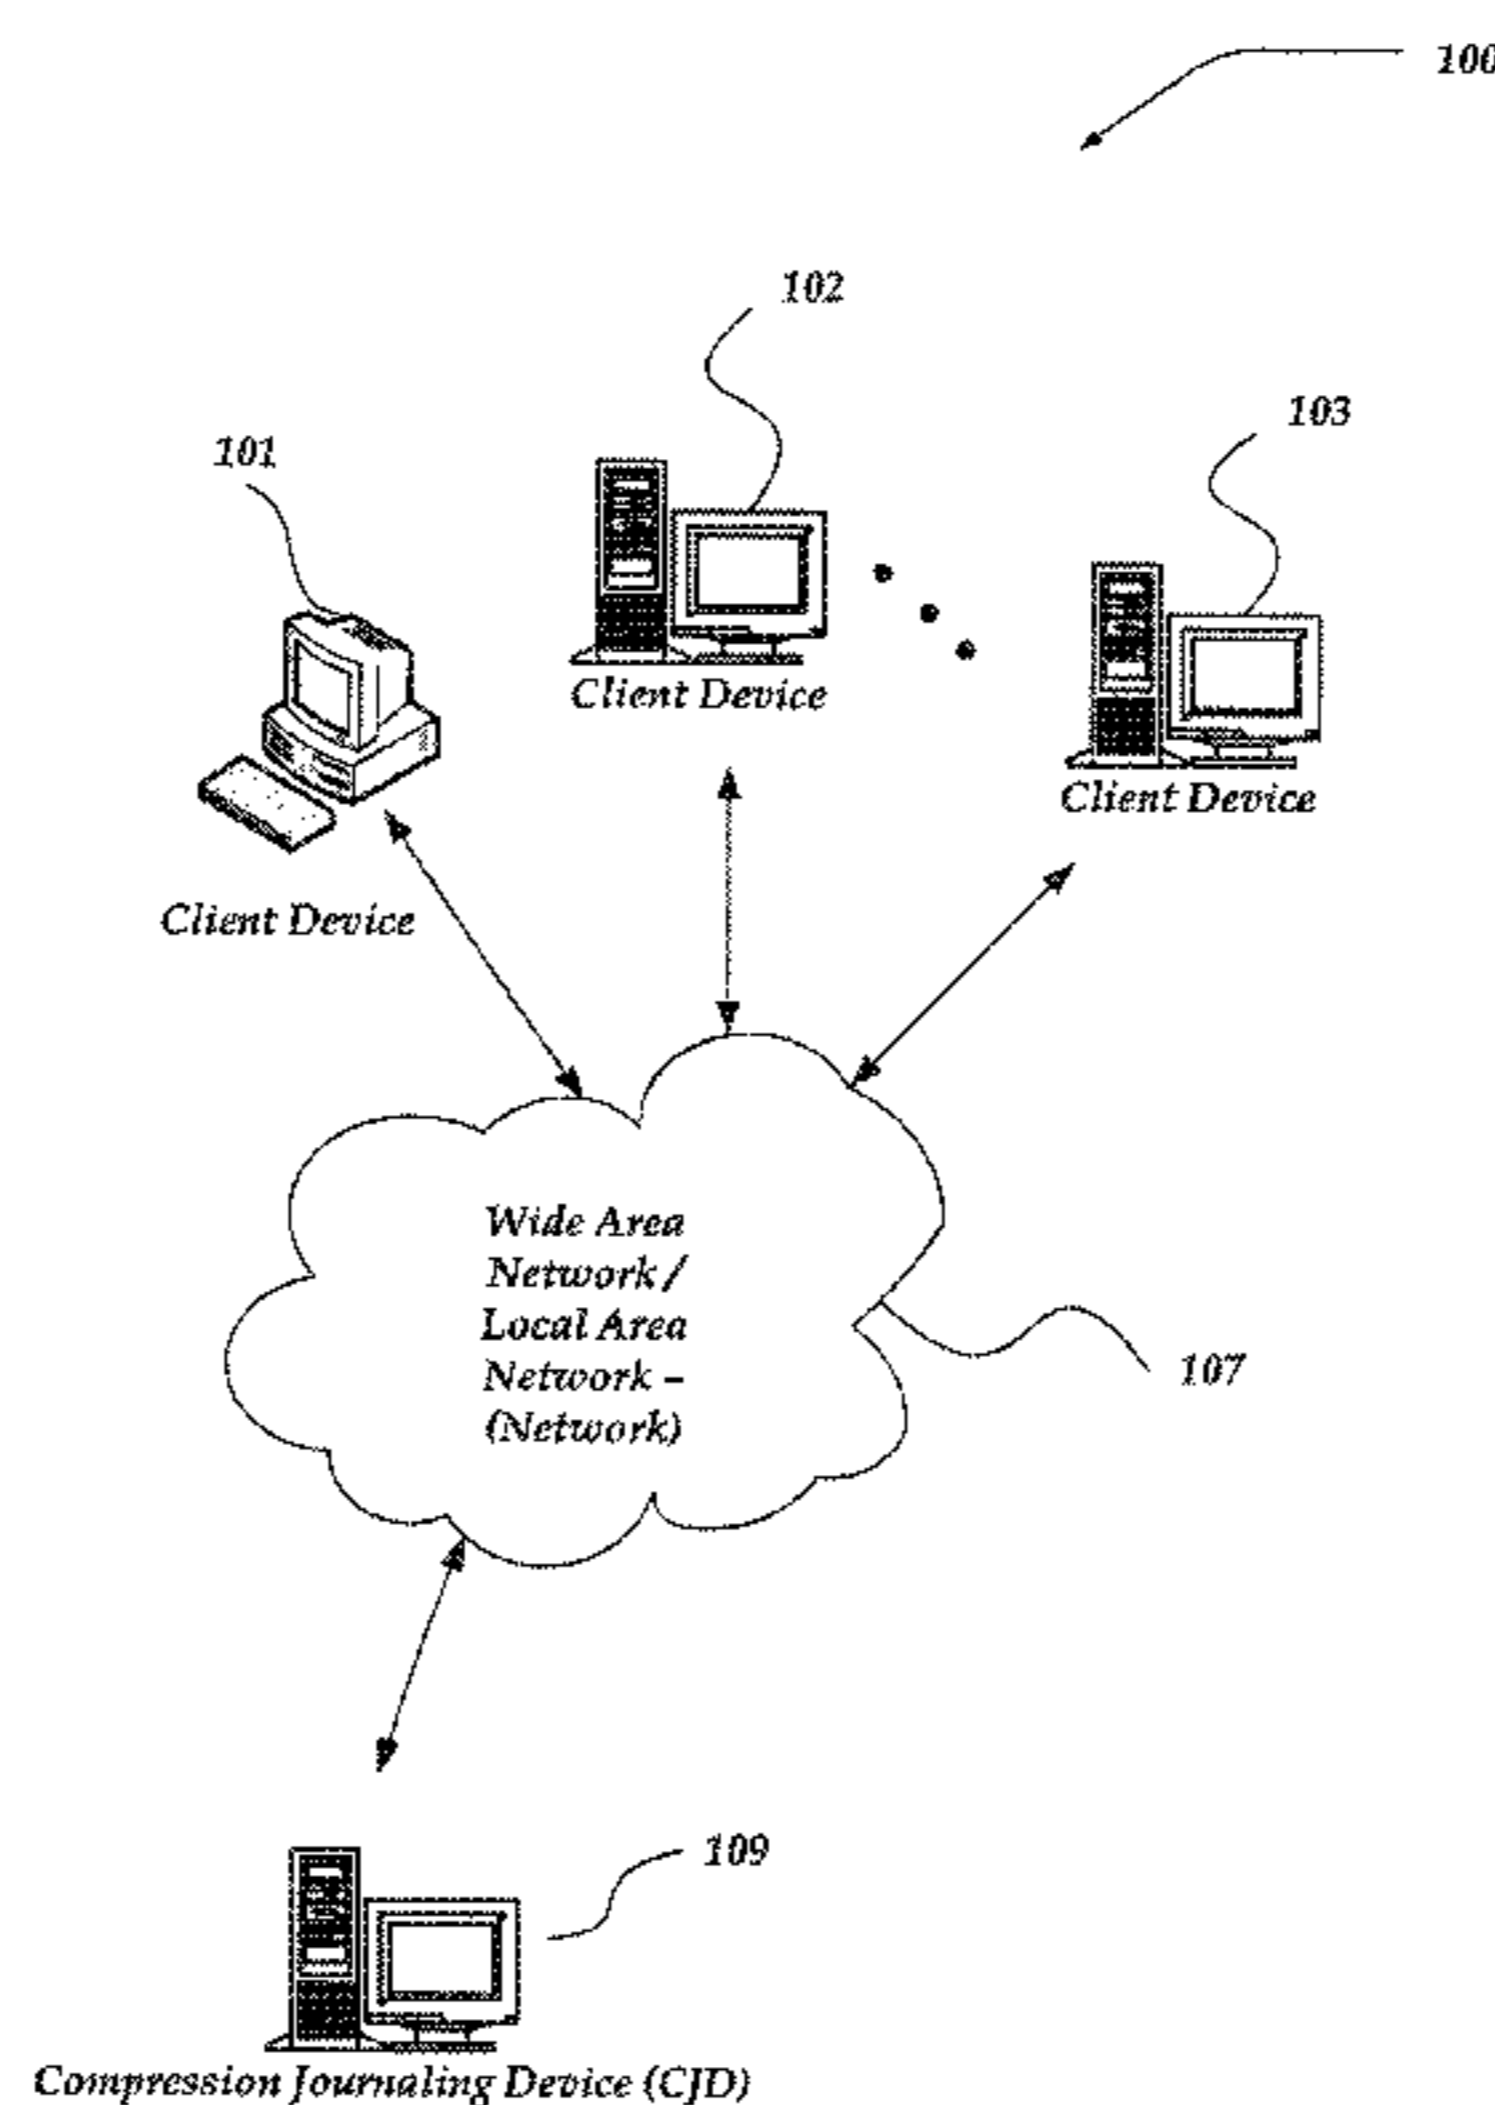 100
102
103
101
Client Device
Client Device
Client Device
Wide Area
Network /
Local Area
Network –
(Network)
107
109
Compression Journaling Device (CJD)